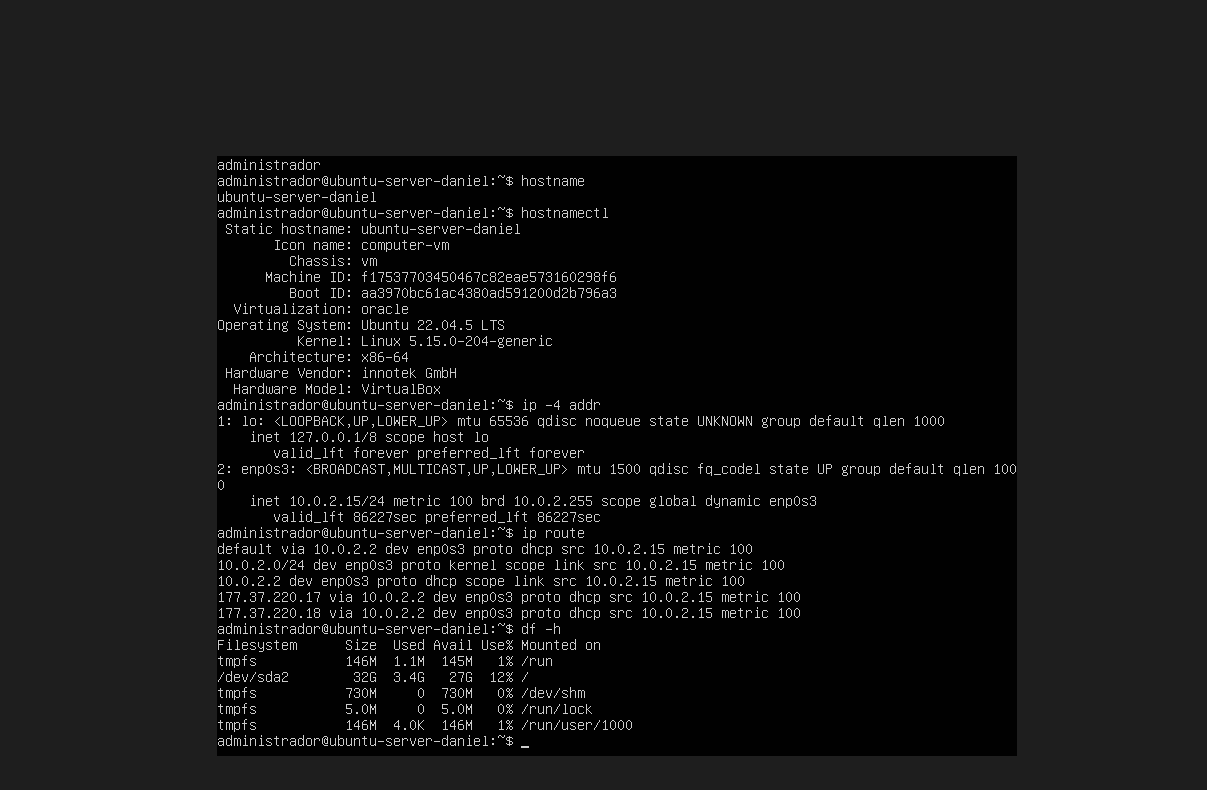 administrador
administrador@ubuntu-server-daniel:~$ hostname
ubuntu-server-daniel
administrador@ubuntu-server-daniel:~$ hostnamectl
 Static hostname: ubuntu-server-daniel
       Icon name: computer-vm
         Chassis: vm
      Machine ID: f17537703450467c82eae573160298f6
         Boot ID: aa3970bc61ac4380ad591200d2b796a3
  Virtualization: oracle
Operating System: Ubuntu 22.04.5 LTS
          Kernel: Linux 5.15.0-204-generic
    Architecture: x86-64
 Hardware Vendor: innotek GmbH
  Hardware Model: VirtualBox
administrador@ubuntu-server-daniel:~$ ip -4 addr
1: lo: <LOOPBACK,UP,LOWER_UP> mtu 65536 qdisc noqueue state UNKNOWN group default qlen 1000
    inet 127.0.0.1/8 scope host lo
       valid_lft forever preferred_lft forever
2: enp0s3: <BROADCAST,MULTICAST,UP,LOWER_UP> mtu 1500 qdisc fq_codel state UP group default qlen 100
0
    inet 10.0.2.15/24 metric 100 brd 10.0.2.255 scope global dynamic enp0s3
       valid_lft 86227sec preferred_lft 86227sec
administrador@ubuntu-server-daniel:~$ ip route
default via 10.0.2.2 dev enp0s3 proto dhcp src 10.0.2.15 metric 100
10.0.2.0/24 dev enp0s3 proto kernel scope link src 10.0.2.15 metric 100
10.0.2.2 dev enp0s3 proto dhcp scope link src 10.0.2.15 metric 100
177.37.220.17 via 10.0.2.2 dev enp0s3 proto dhcp src 10.0.2.15 metric 100
177.37.220.18 via 10.0.2.2 dev enp0s3 proto dhcp src 10.0.2.15 metric 100
administrador@ubuntu-server-daniel:~$ df -h
Filesystem      Size  Used Avail Use% Mounted on
tmpfs           146M  1.1M  145M   1% /run
/dev/sda2        32G  3.4G   27G  12% /
tmpfs           730M     0  730M   0% /dev/shm
tmpfs           5.0M     0  5.0M   0% /run/lock
tmpfs           146M  4.0K  146M   1% /run/user/1000
administrador@ubuntu-server-daniel:~$ _